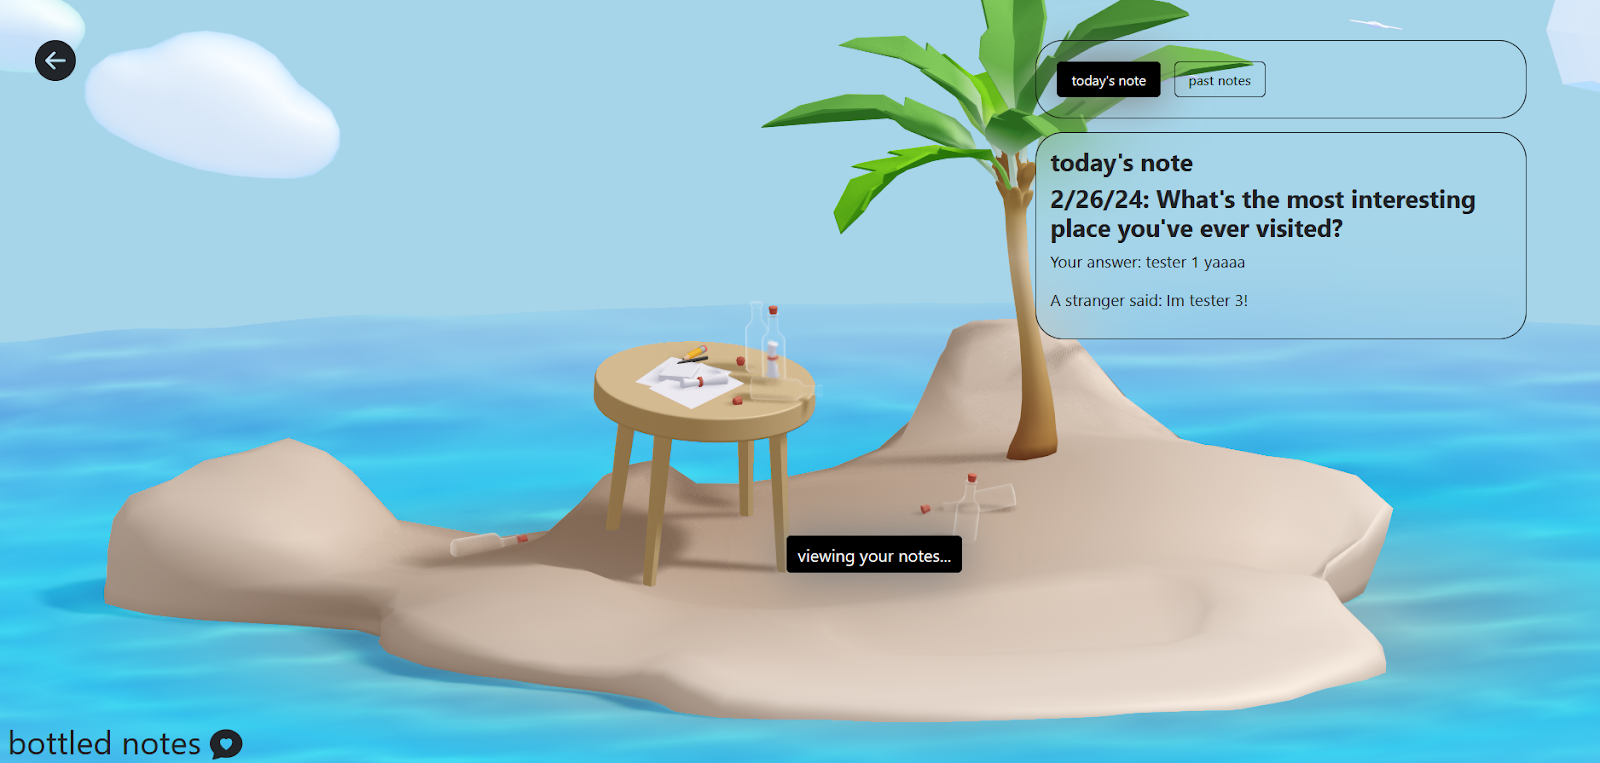 today's note
past notes
today's note
2/26/24: What's the most interesting
place you've ever visited?
Your answer: tester 1 yaaaa
A stranger said: Im tester 3!
viewing your notes...
bottled notes